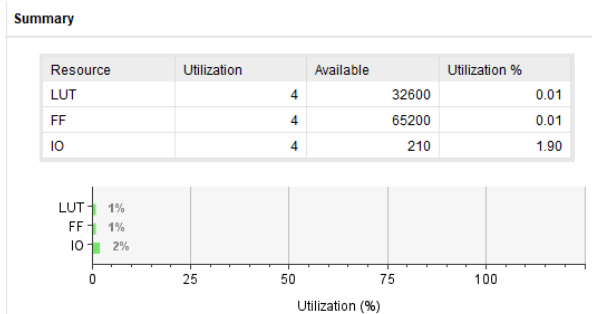 Summary
Resource Utilization Available Utilization %
LUT 4 32600 0.01
FF 4 65200 0.01
IO 4 210 1.90
LUT 1%
FF 1%
IO 2%
0 25 50 75 100
Utilization (%)